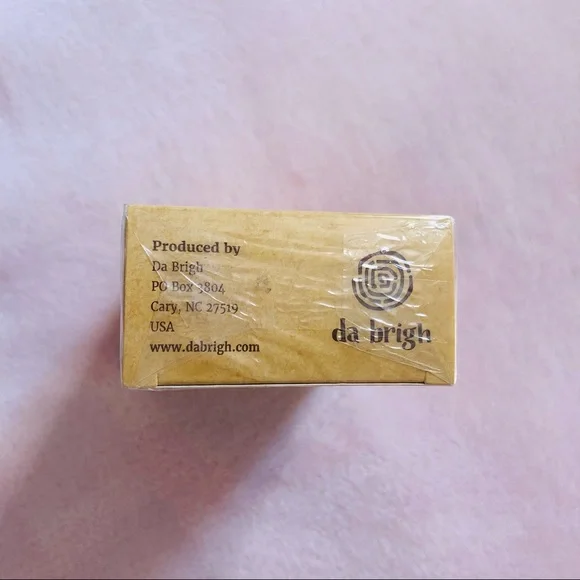 Produced by
Da Brigh
PO Box 3804
Cary, NC 27519
USA
www.dabrigh.com
da brigh